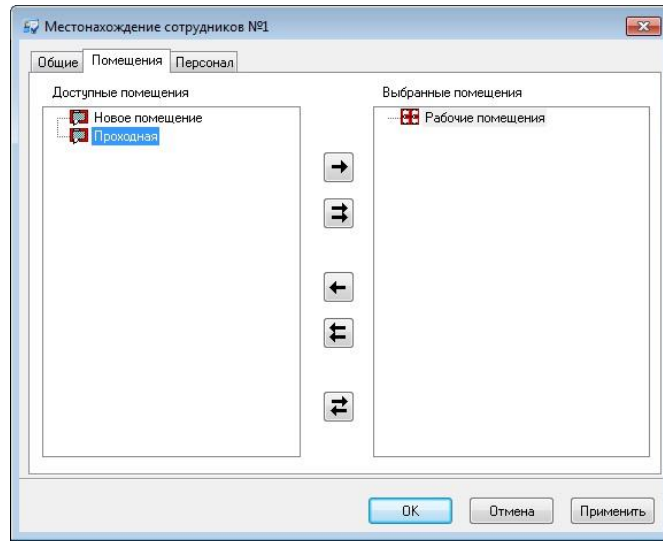 Местонахождение сотрудников №1
Общие Помещения Персонал
Доступные помещения Выбранные помещения
Новое помещение Рабочие помещения
Проходная
OK Отмена Применить